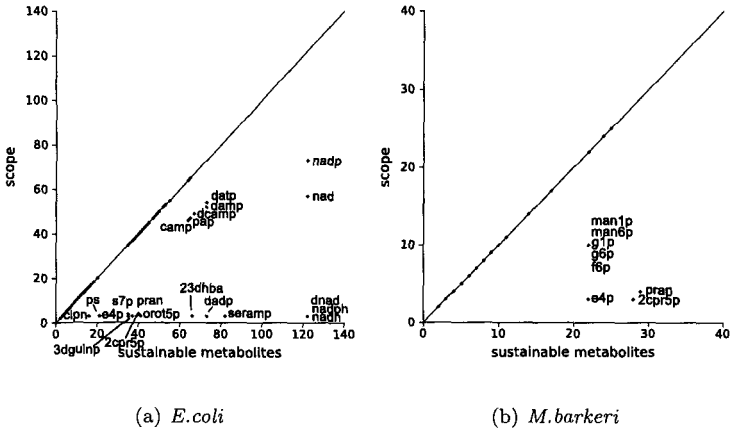 140
120
100
80
60
40
20
0
scope
nadp
nad
datp
damp
dcamp
camp pap
23dhba
ps s7p pran dadp dnad
clpn e4p orot5p seramp nadph
nadh
0 20 40 60 80 100 120 140
3dgulnp 2cpr5p
sustainable metabolites
(a) E.coli
40
30
20
10
0
scope
man1p
man6p
g1p
g6p
f6p
pran
e4p 2cpr5p
0 10 20 30 40
sustainable metabolites
(b) M.barkeri